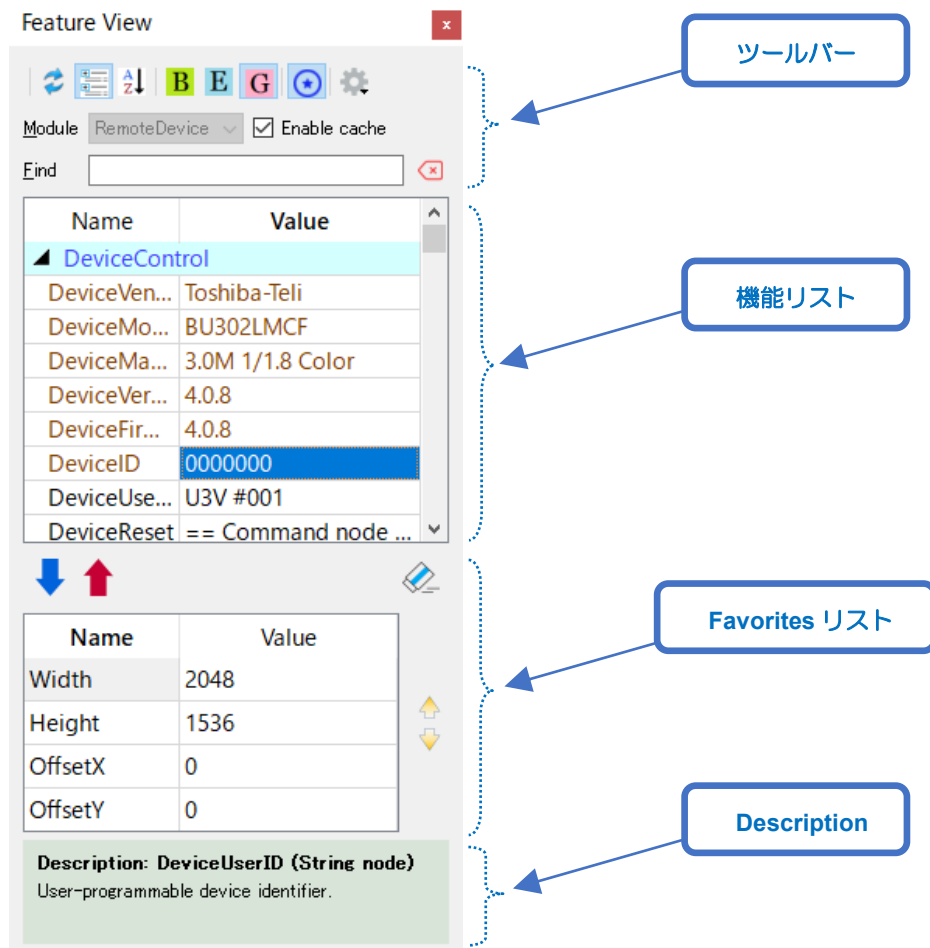 Feature View
ツールバー
A
Z
B E G
Module RemoteDevice Enable cache
Find
Name Value
DeviceControl
DeviceVen... Toshiba-Teli
機能リスト
DeviceMo... BU302LMCF
DeviceMa... 3.0M 1/1.8 Color
DeviceVer... 4.0.8
DeviceFir... 4.0.8
DeviceID 0000000
DeviceUse... U3V #001
DeviceReset == Command node ...
Favorites リスト
Name Value
Width 2048
Height 1536
OffsetX 0
OffsetY 0
Description
Description: DeviceUserID (String node)
User-programmable device identifier.